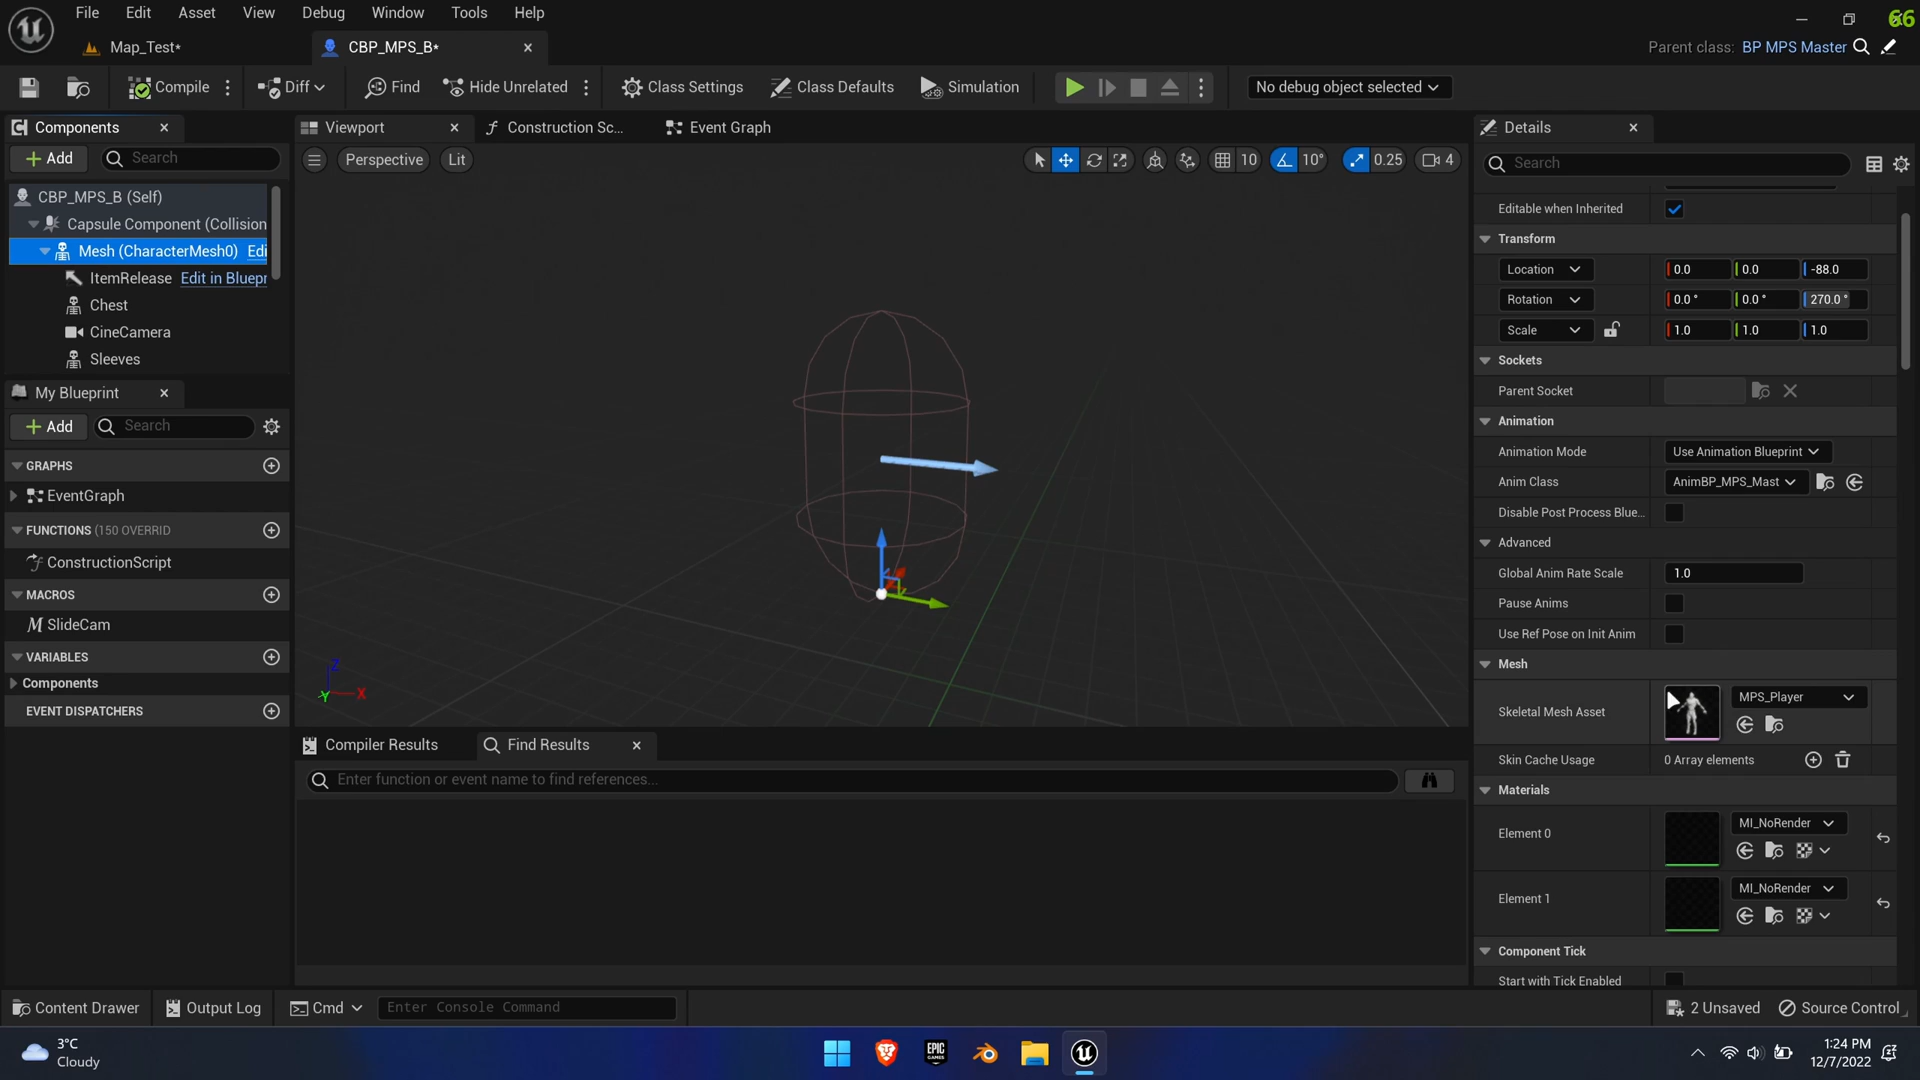 File Edit Asset View Debug Window Tools Help
66
Map_Test*
CBP_MPS_B*
Parent class: BP MPS Master
Compile
Diff
Find
Hide Unrelated
Class Settings
Class Defaults
Simulation
No debug object selected
Components
Add
Search
CBP_MPS_B (Self)
Capsule Component (Collision
Mesh (CharacterMesh0) Edi
ItemRelease Edit in Bluepr
Chest
CineCamera
Sleeves
My Blueprint
Add
Search
GRAPHS
EventGraph
FUNCTIONS (150 OVERRID
ConstructionScript
MACROS
SlideCam
VARIABLES
Components
EVENT DISPATCHERS
Viewport
Construction Sc...
Event Graph
Perspective
Lit
10
10°
0.25
4
Z
Y
X
Compiler Results
Find Results
Enter function or event name to find references...
Details
Search
Editable when Inherited
Transform
Location 0.0 0.0 -88.0
Rotation 0.0 ° 0.0 ° 270.0 °
Scale 1.0 1.0 1.0
Sockets
Parent Socket
Animation
Animation Mode Use Animation Blueprint
Anim Class AnimBP_MPS_Mast
Disable Post Process Blue...
Advanced
Global Anim Rate Scale 1.0
Pause Anims
Use Ref Pose on Init Anim
Mesh
Skeletal Mesh Asset MPS_Player
Skin Cache Usage 0 Array elements
Materials
Element 0 MI_NoRender
Element 1 MI_NoRender
Component Tick
Start with Tick Enabled
Content Drawer
Output Log
Cmd
Enter Console Command
2 Unsaved
Source Control
3°C
Cloudy
EPIC
GAMES
1:24 PM
12/7/2022